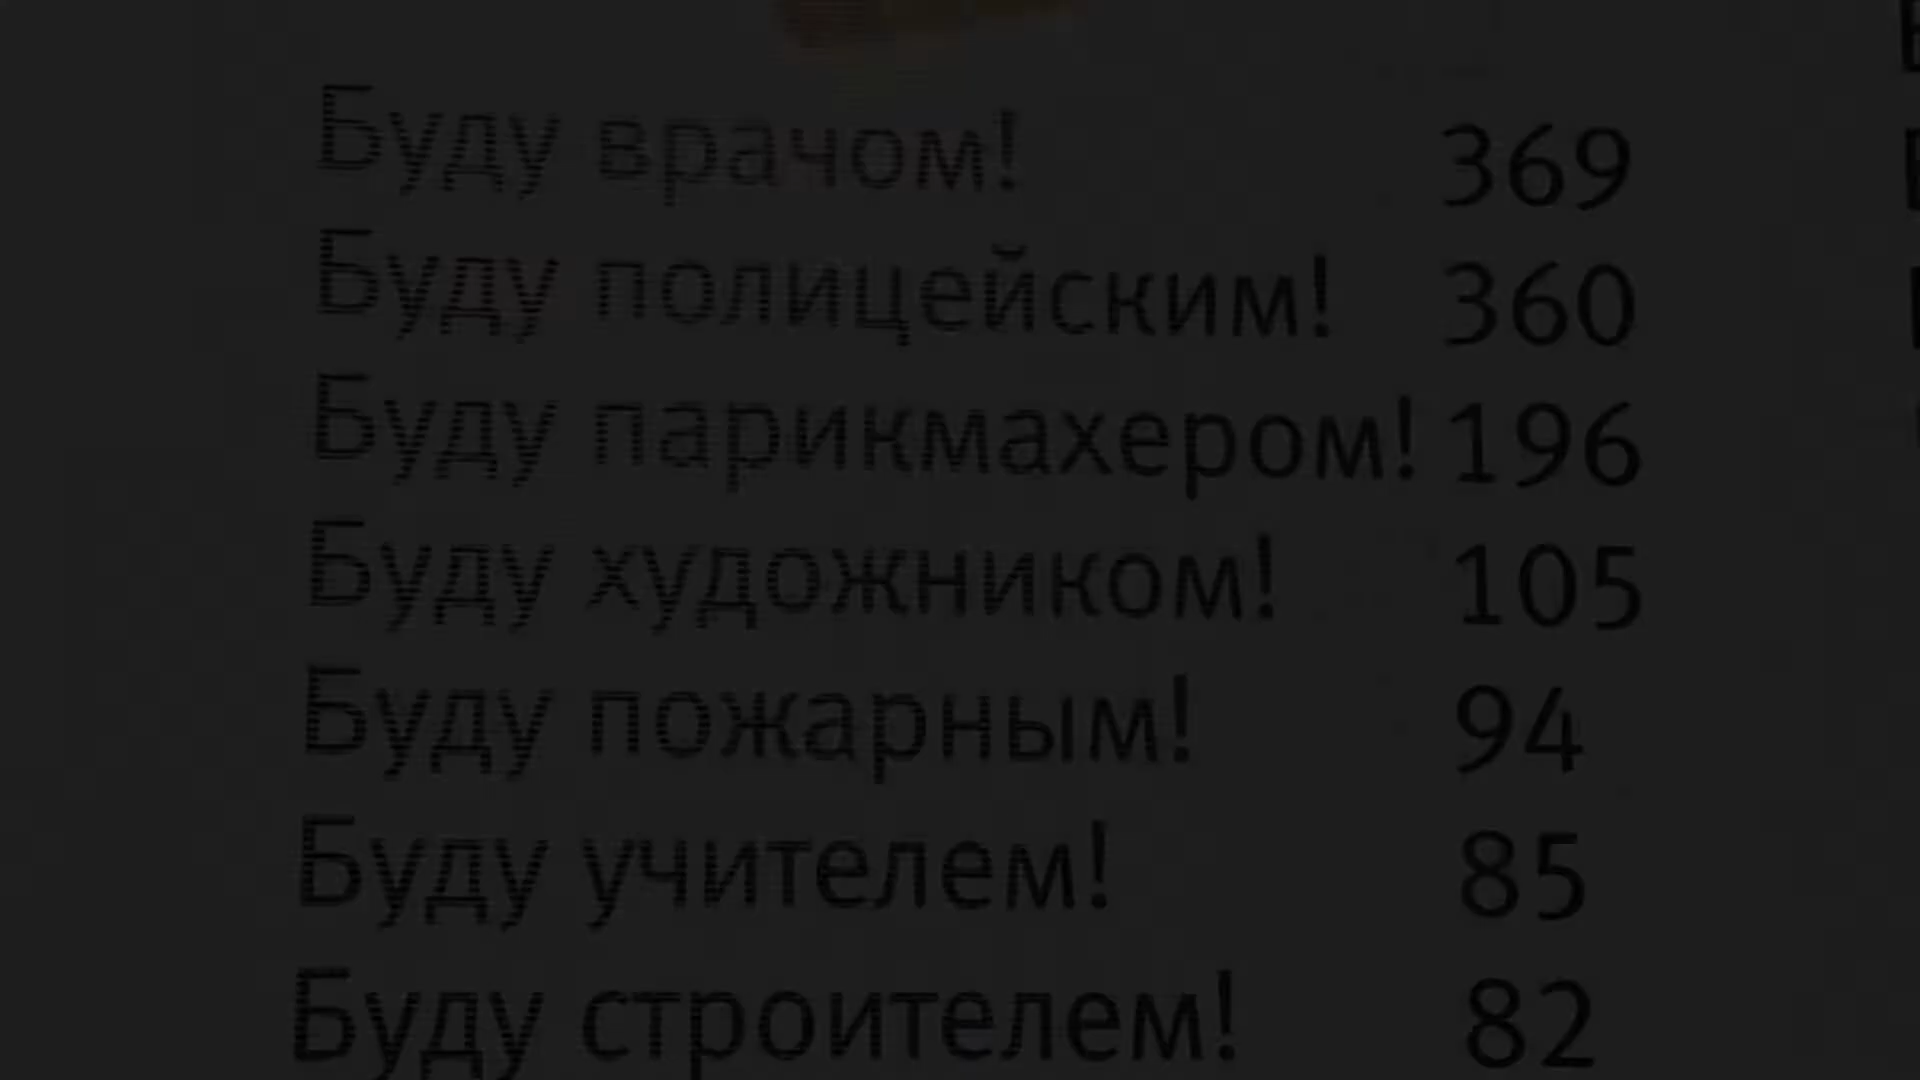 Буду врачом! 369
Буду полицейским! 360
Буду парикмахером! 196
Буду художником! 105
Буду пожарным! 94
Буду учителем! 85
Буду строителем! 82